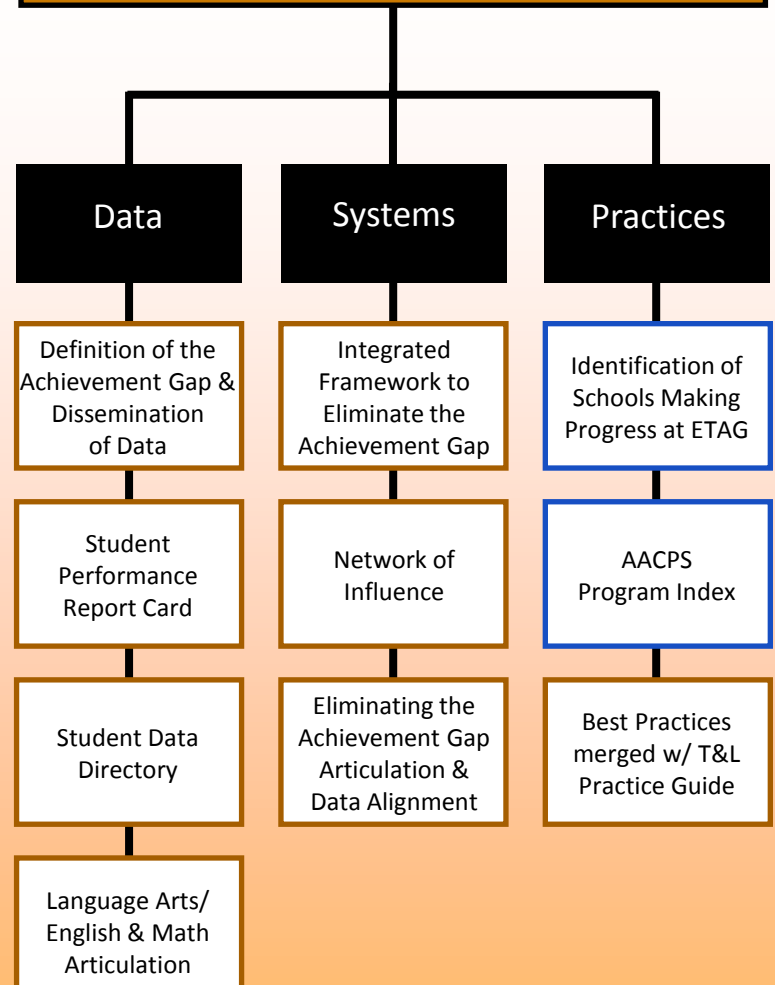 Data
Systems
Practices
Definition of the
Achievement Gap &
Dissemination
of Data
Integrated
Framework to
Eliminate the
Achievement Gap
Identification of
Schools Making
Progress at ETAG
Student
Performance
Report Card
Network of
Influence
AACPS
Program Index
Student Data
Directory
Eliminating the
Achievement Gap
Articulation &
Data Alignment
Best Practices
merged w/ T&L
Practice Guide
Language Arts/
English & Math
Articulation